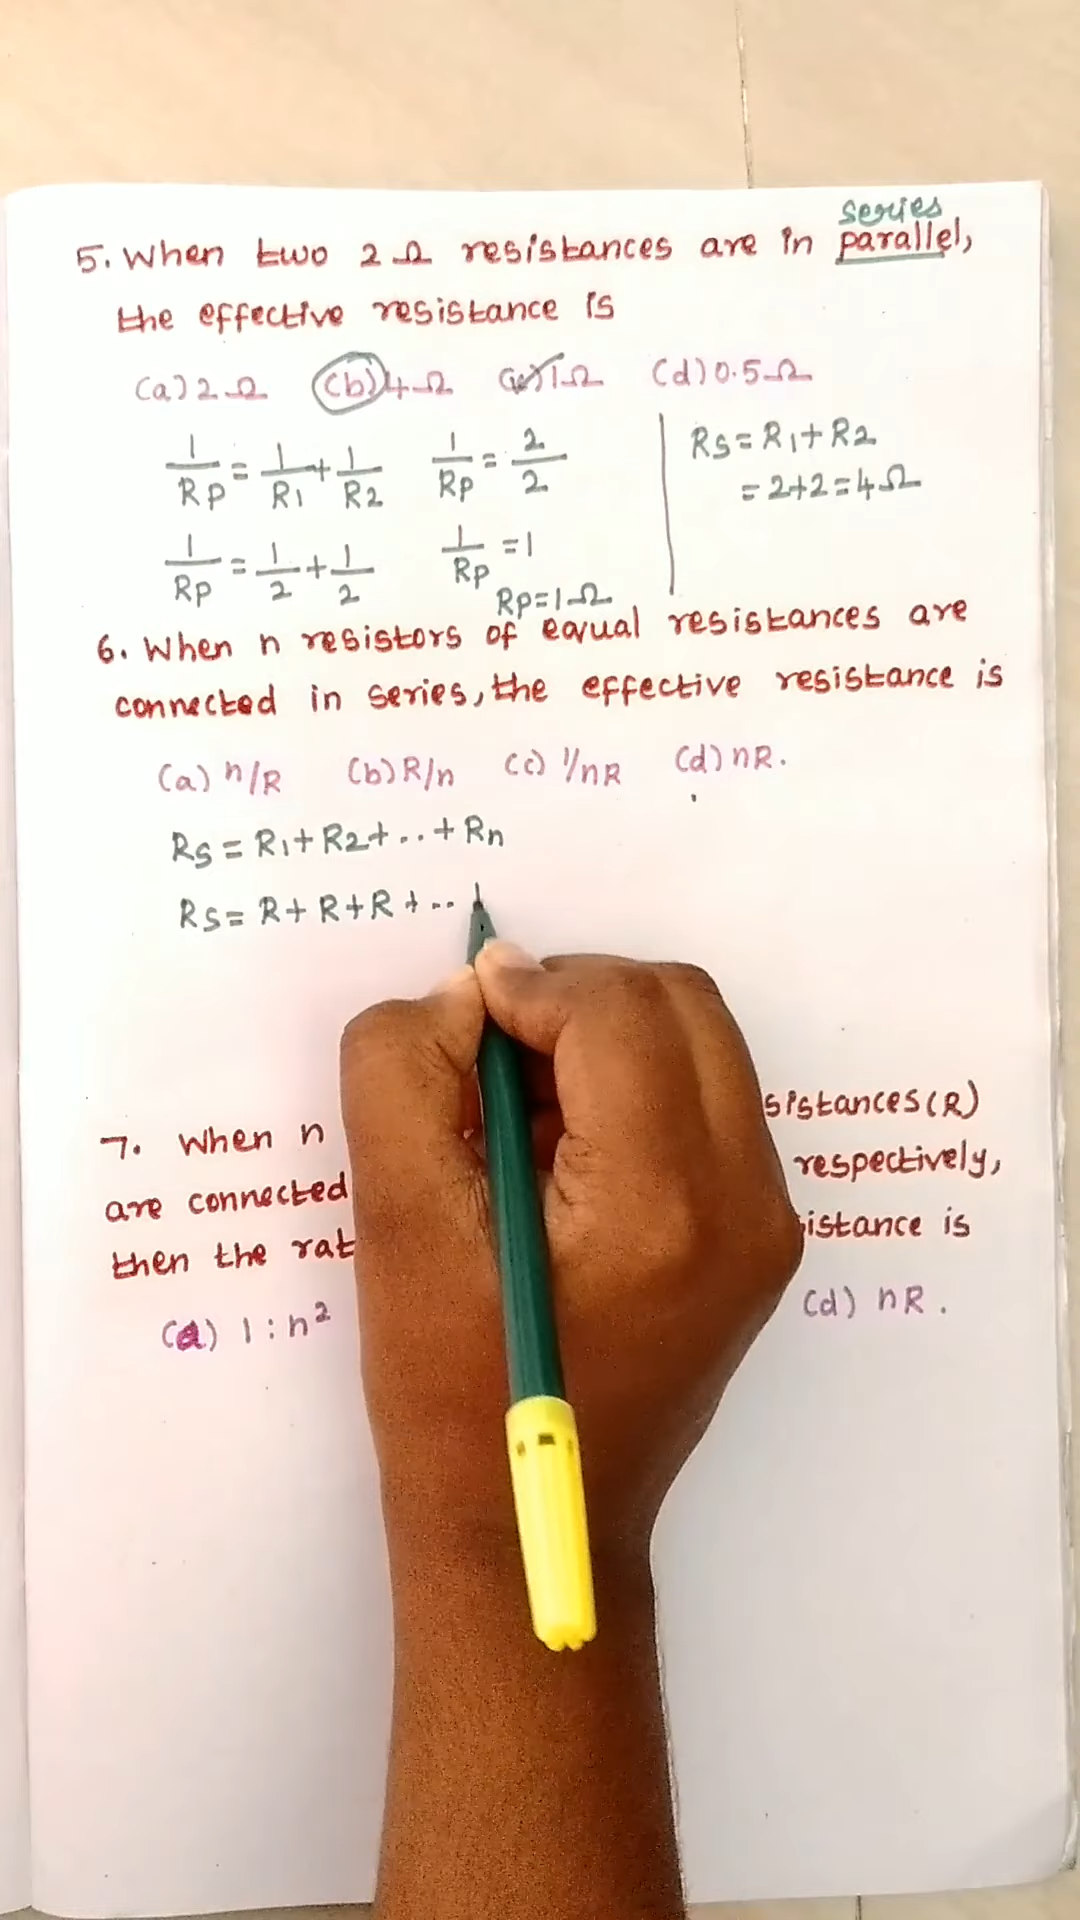 series
5. When two 2Ω resistances are in parallel,
the effective resistance is
(a) 2Ω (b) 4Ω (c) 1Ω (d) 0.5Ω
1/Rp = 1/R1 + 1/R2 1/Rp = 2/2 Rs = R1 + R2
= 2+2 = 4Ω
1/Rp = 1/2 + 1/2 1/Rp = 1
Rp = 1Ω
6. When n resistors of equal resistances are
connected in series, the effective resistance is
(a) n/R (b) R/n (c) 1/nR (d) nR.
Rs = R1 + R2 + .. + Rn
Rs = R + R + R + ..
7. When n sistances (R)
are connected respectively,
then the rat istance is
(a) 1:n² (d) nR.